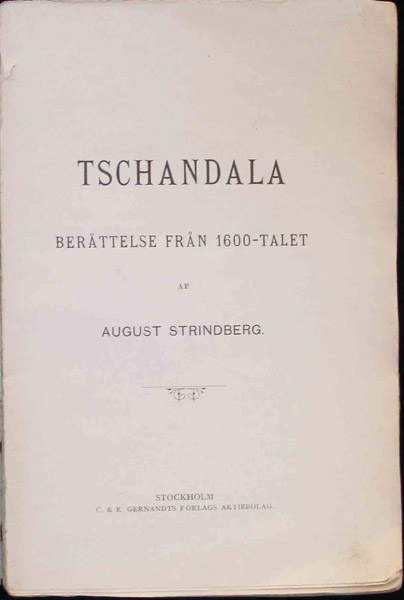 TSCHANDALA
BERÄTTELSE FRÅN 1600-TALET
AF
AUGUST STRINDBERG.
STOCKHOLM
C. & E. GERNANDTS FÖRLAGS AKTIEBOLAG.